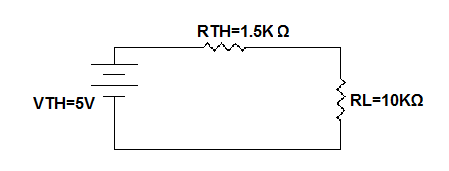 RTH=1.5K Ω
VTH=5V
RL=10KΩ